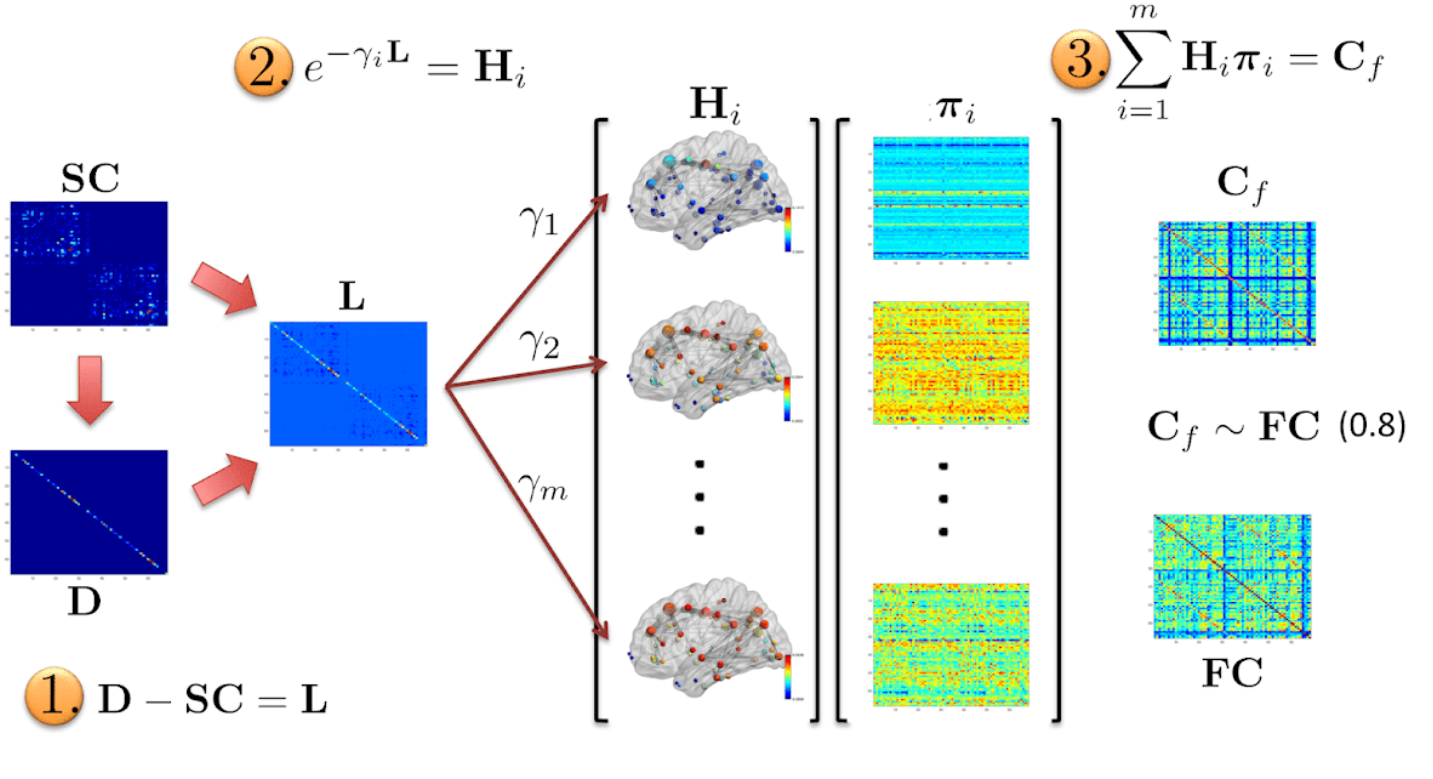 2. e^{-γ_i L} = H_i
3. \sum_{i=1}^{m} H_i π_i = C_f
H_i
π_i
SC
C_f
γ_1
L
γ_2
C_f ∼ FC (0.8)
γ_m
D
FC
1. D − SC = L